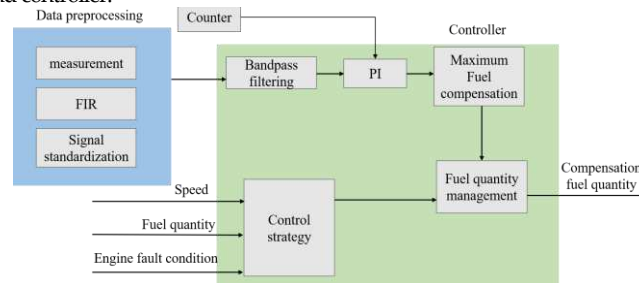 controller.
Data preprocessing
Counter
Controller
measurement
FIR
Signal
standardization
Bandpass
filtering
PI
Maximum
Fuel
compensation
Speed
Fuel quantity
Engine fault condition
Control
strategy
Fuel quantity
management
Compensation
fuel quantity